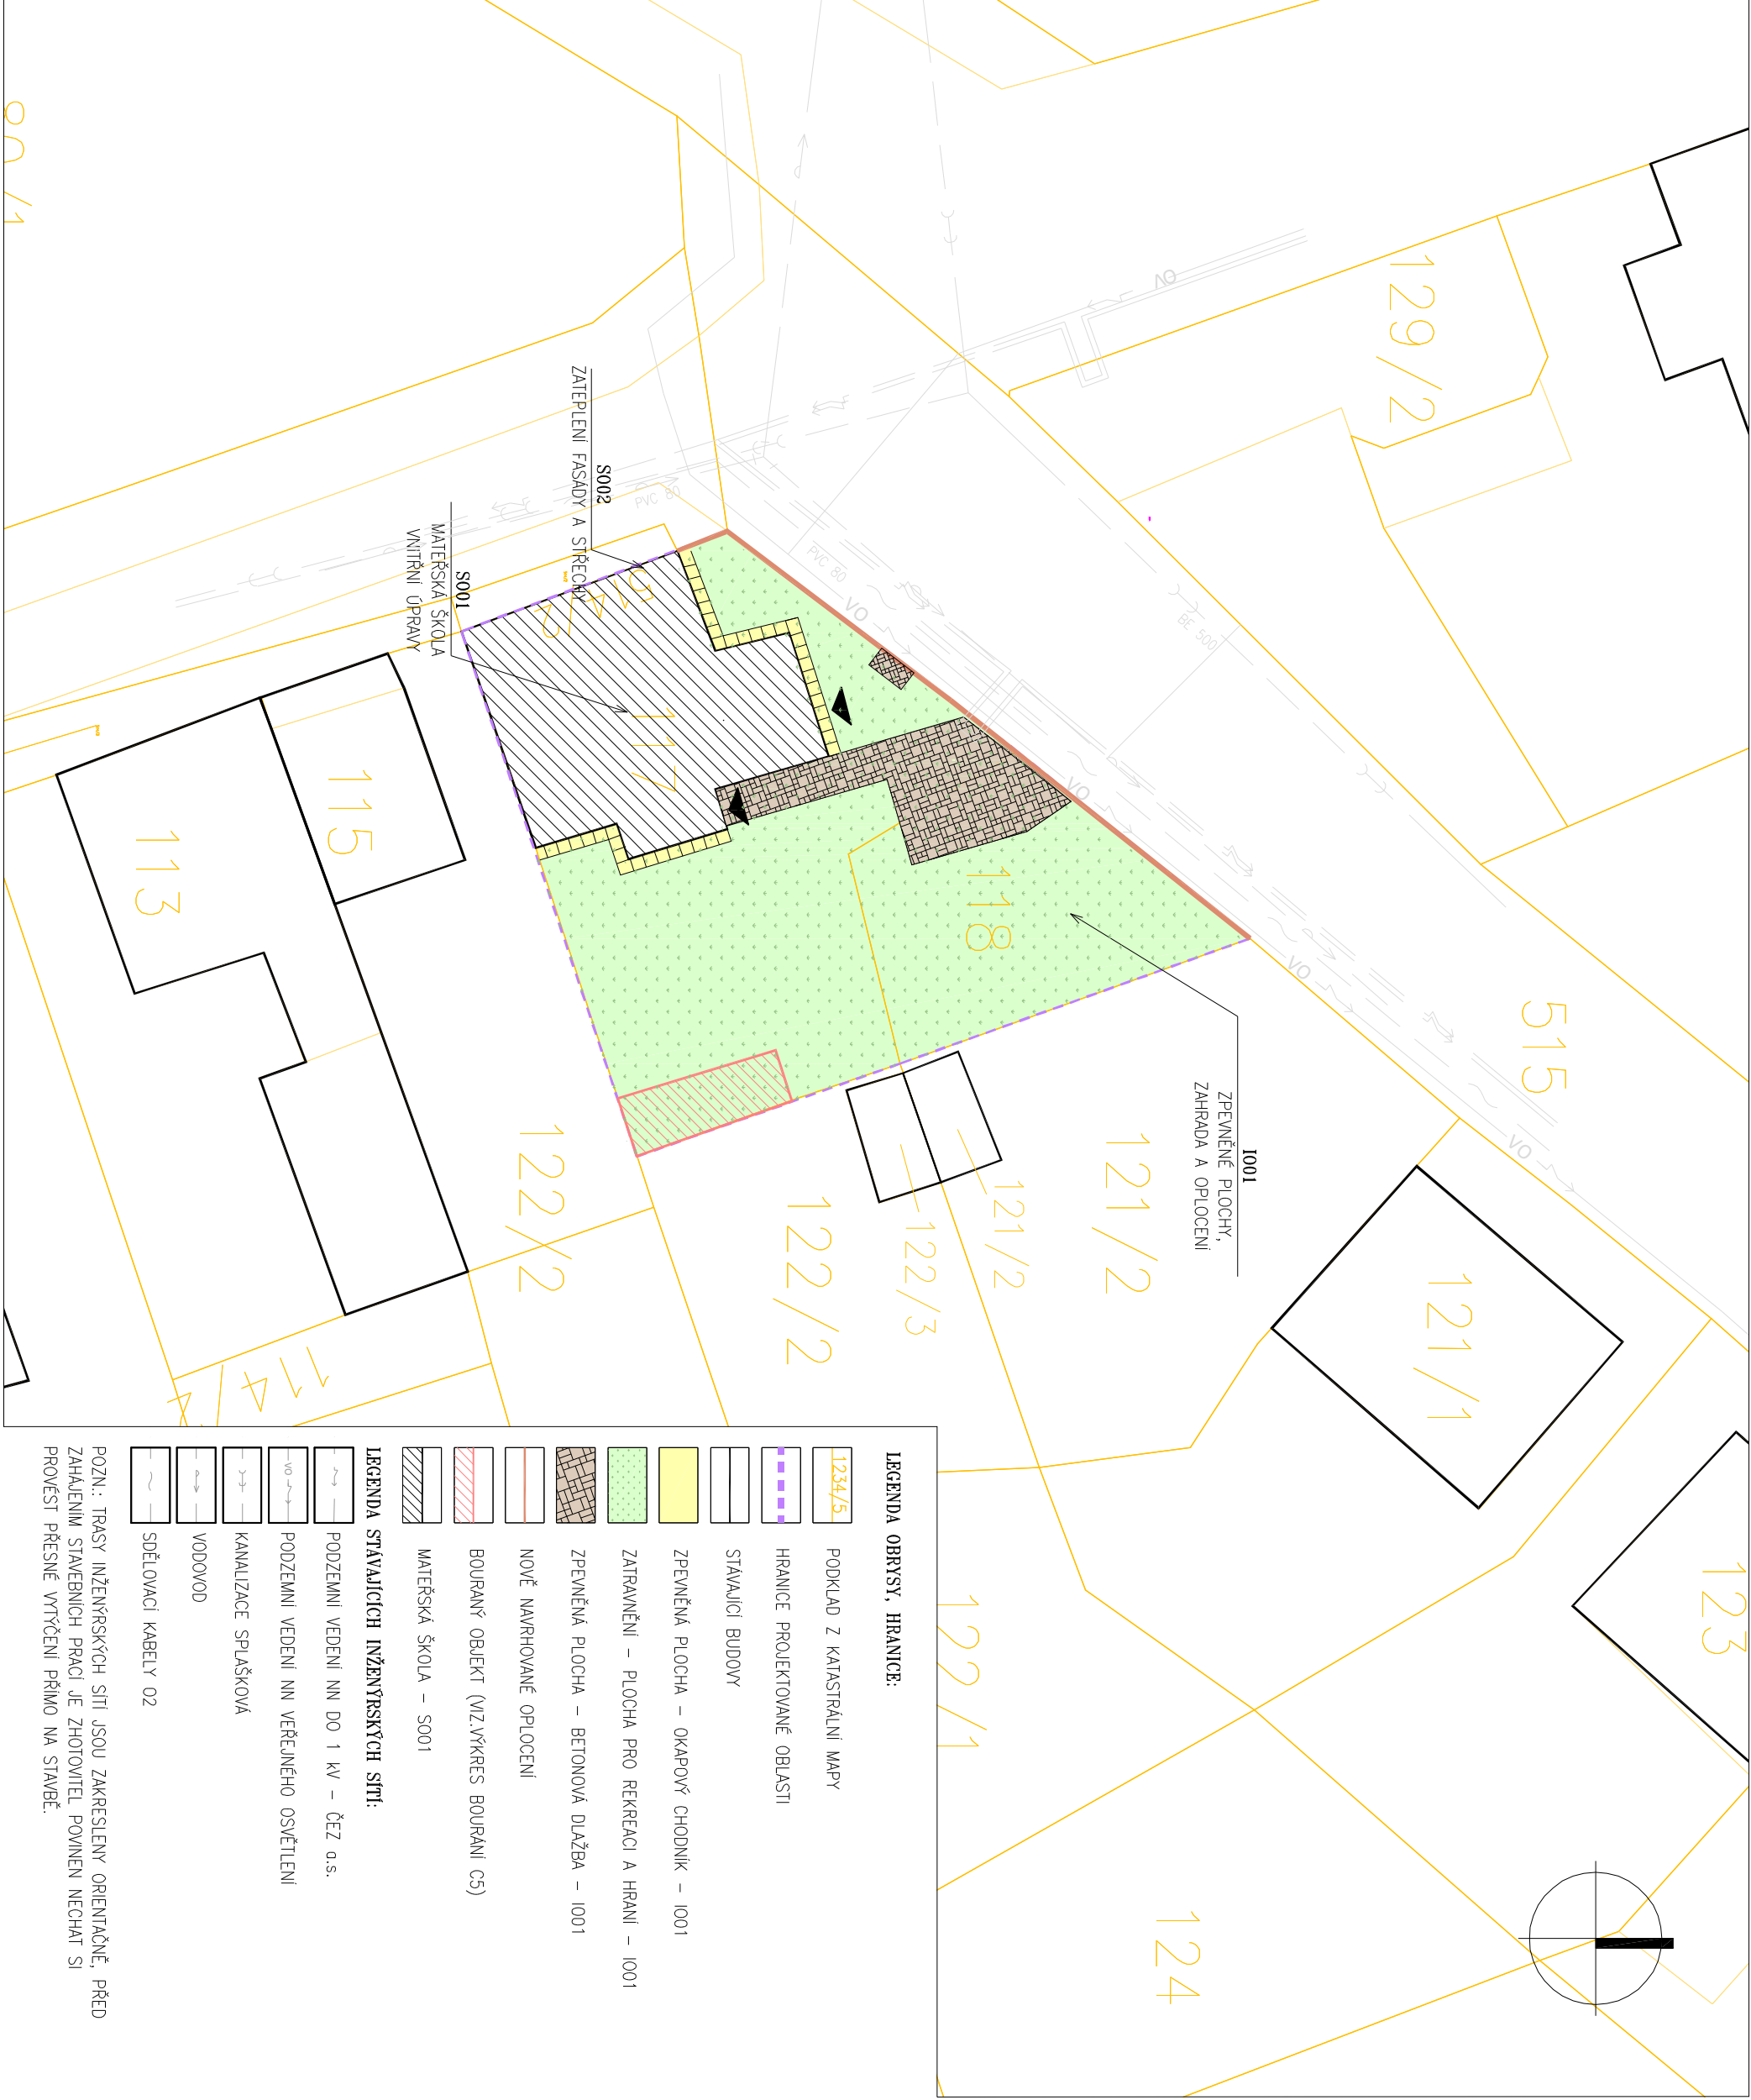 129/2
515
121/1
123
121/2
121/2
122/3
122/2
122/2
122/1
124
118
117
115
113
VO
VO
VO
VO
VO
BE 500
PVC 80
PVC 80
S002
ZATEPLENÍ FASÁDY A STŘECHY
S001
MATEŘSKÁ ŠKOLA
VNITŘNÍ ÚPRAVY
IO01
ZPEVNĚNÉ PLOCHY,
ZAHRADA A OPLOCENÍ
LEGENDA OBRYSY, HRANICE:
1234/5 PODKLAD Z KATASTRÁLNÍ MAPY
HRANICE PROJEKTOVANÉ OBLASTI
STÁVAJÍCÍ BUDOVY
ZPEVNĚNÁ PLOCHA – OKAPOVÝ CHODNÍK – IO01
ZATRAVNĚNÍ – PLOCHA PRO REKREACI A HRANÍ – IO01
ZPEVNĚNÁ PLOCHA – BETONOVÁ DLAŽBA – IO01
NOVĚ NAVRHOVANÉ OPLOCENÍ
BOURANÝ OBJEKT (VIZ.VÝKRES BOURÁNÍ C5)
MATEŘSKÁ ŠKOLA – SO01
LEGENDA STÁVAJÍCÍCH INŽENÝRSKÝCH SÍTÍ:
PODZEMNÍ VEDENÍ NN DO 1 kV – ČEZ a.s.
VO PODZEMNÍ VEDENÍ NN VEŘEJNÉHO OSVĚTLENÍ
KANALIZACE SPLAŠKOVÁ
VODOVOD
SDĚLOVACÍ KABELY O2
POZN.: TRASY INŽENÝRSKÝCH SÍTÍ JSOU ZAKRESLENY ORIENTAČNĚ, PŘED
ZAHÁJENÍM STAVEBNÍCH PRACÍ JE ZHOTOVITEL POVINEN NECHAT SI
PROVÉST PŘESNÉ VYTÝČENÍ PŘÍMO NA STAVBĚ.